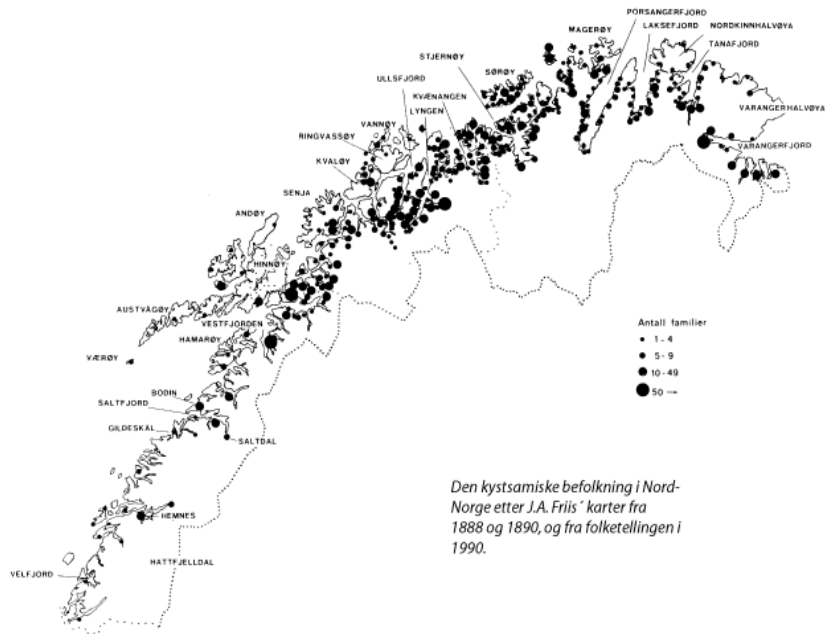 PORSANGERFJORD
LAKSEFJORD
NORDKINNHALVØYA
MAGERØY
TANAFJORD
STJERNØY
SØRØY
ULLSFJORD
KVÆNANGEN
LYNGEN
VARANGERHALVØYA
VANNØY
RINGVASSØY
VARANGERFJORD
KVALØY
SENJA
ANDØY
HINNØY
AUSTVÅGØY
VESTFJORDEN
HAMARØY
VÆRØY
BODIN
SALTFJORD
GILDESKÅL
SALTDAL
HEMNES
HATTFJELLDAL
VELFJORD
Antall familier
1 - 4
5 - 9
10 - 49
50 →
Den kystsamiske befolkning i Nord-
Norge etter J.A. Friis´ karter fra
1888 og 1890, og fra folketellingen i
1990.